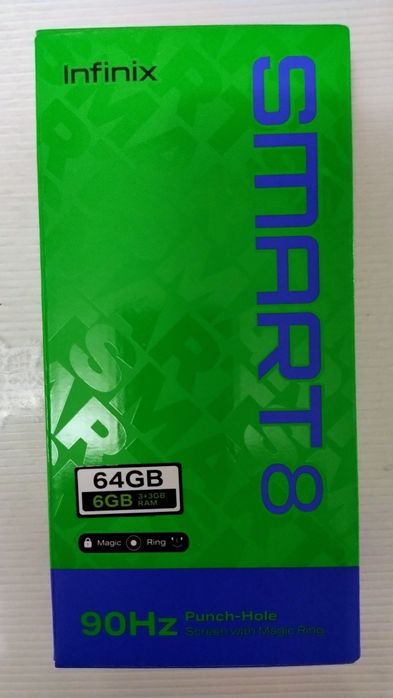 Infinix
SMART 8
64GB
6GB 3+3GB RAM
Magic Ring
90Hz Punch-Hole
Screen with Magic Ring